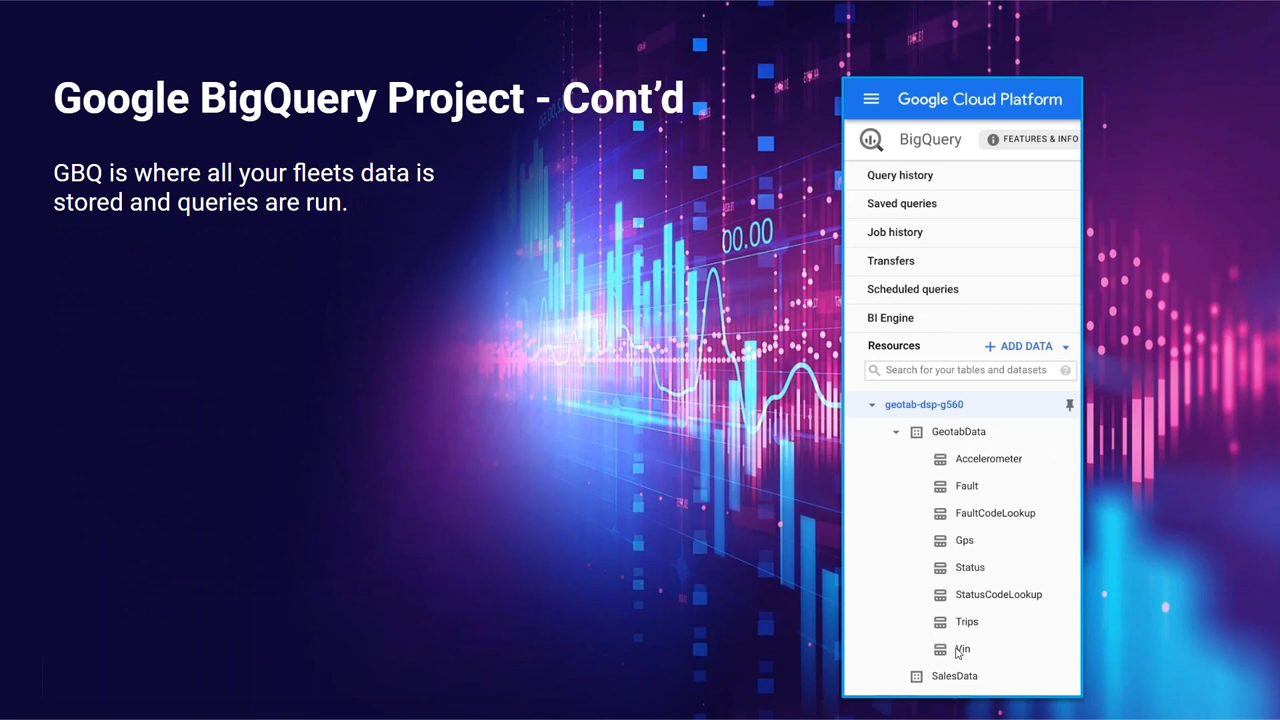 Google BigQuery Project - Cont'd
GBQ is where all your fleets data is
stored and queries are run.
00.00
Google Cloud Platform
BigQuery
FEATURES & INFO
Query history
Saved queries
Job history
Transfers
Scheduled queries
BI Engine
Resources
ADD DATA
Search for your tables and datasets
geotab-dsp-g560
GeotabData
Accelerometer
Fault
FaultCodeLookup
Gps
Status
StatusCodeLookup
Trips
Vin
SalesData